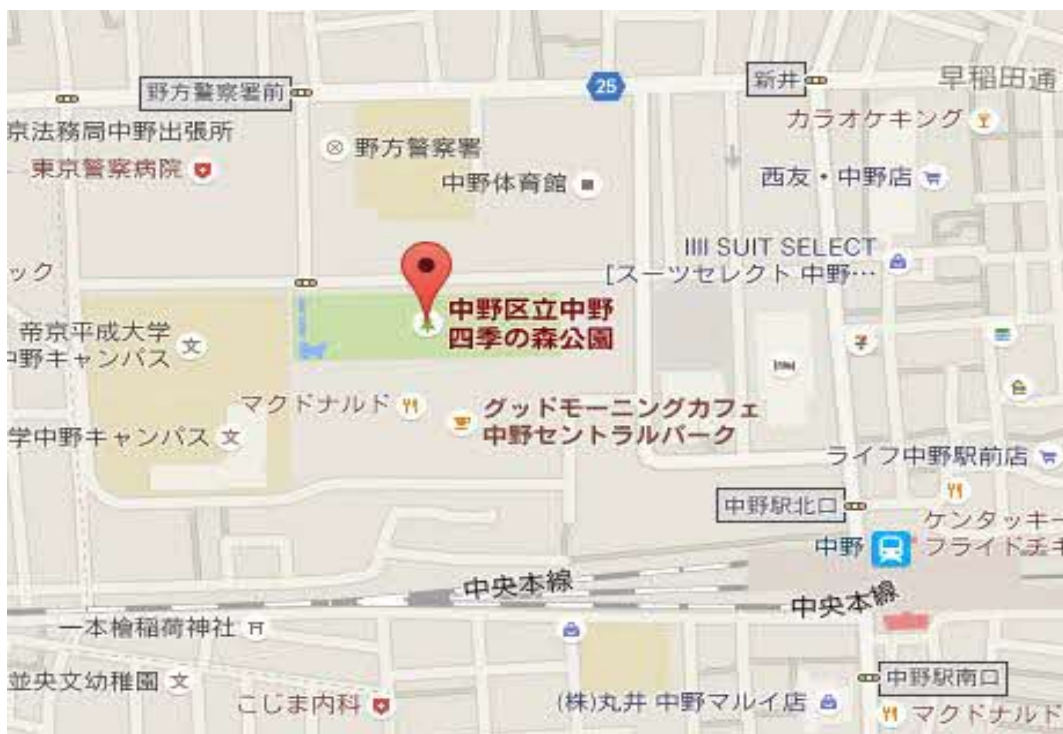 野方警察署前
25
新井
早稲田通
カラオケキング
京法務局中野出張所
野方警察署
東京警察病院
中野体育館
西友・中野店
IIII SUIT SELECT
[スーツセレクト 中野…
ック
中野区立中野
四季の森公園
帝京平成大学
中野キャンパス
マクドナルド
グッドモーニングカフェ
中野セントラルパーク
学中野キャンパス
ライフ中野駅前店
中野駅北口
ケンタッキー
フライドチキ
中野
中央本線
中央本線
一本檜稲荷神社
並央文幼稚園
こじま内科
(株)丸井 中野マルイ店
中野駅南口
マクドナルド